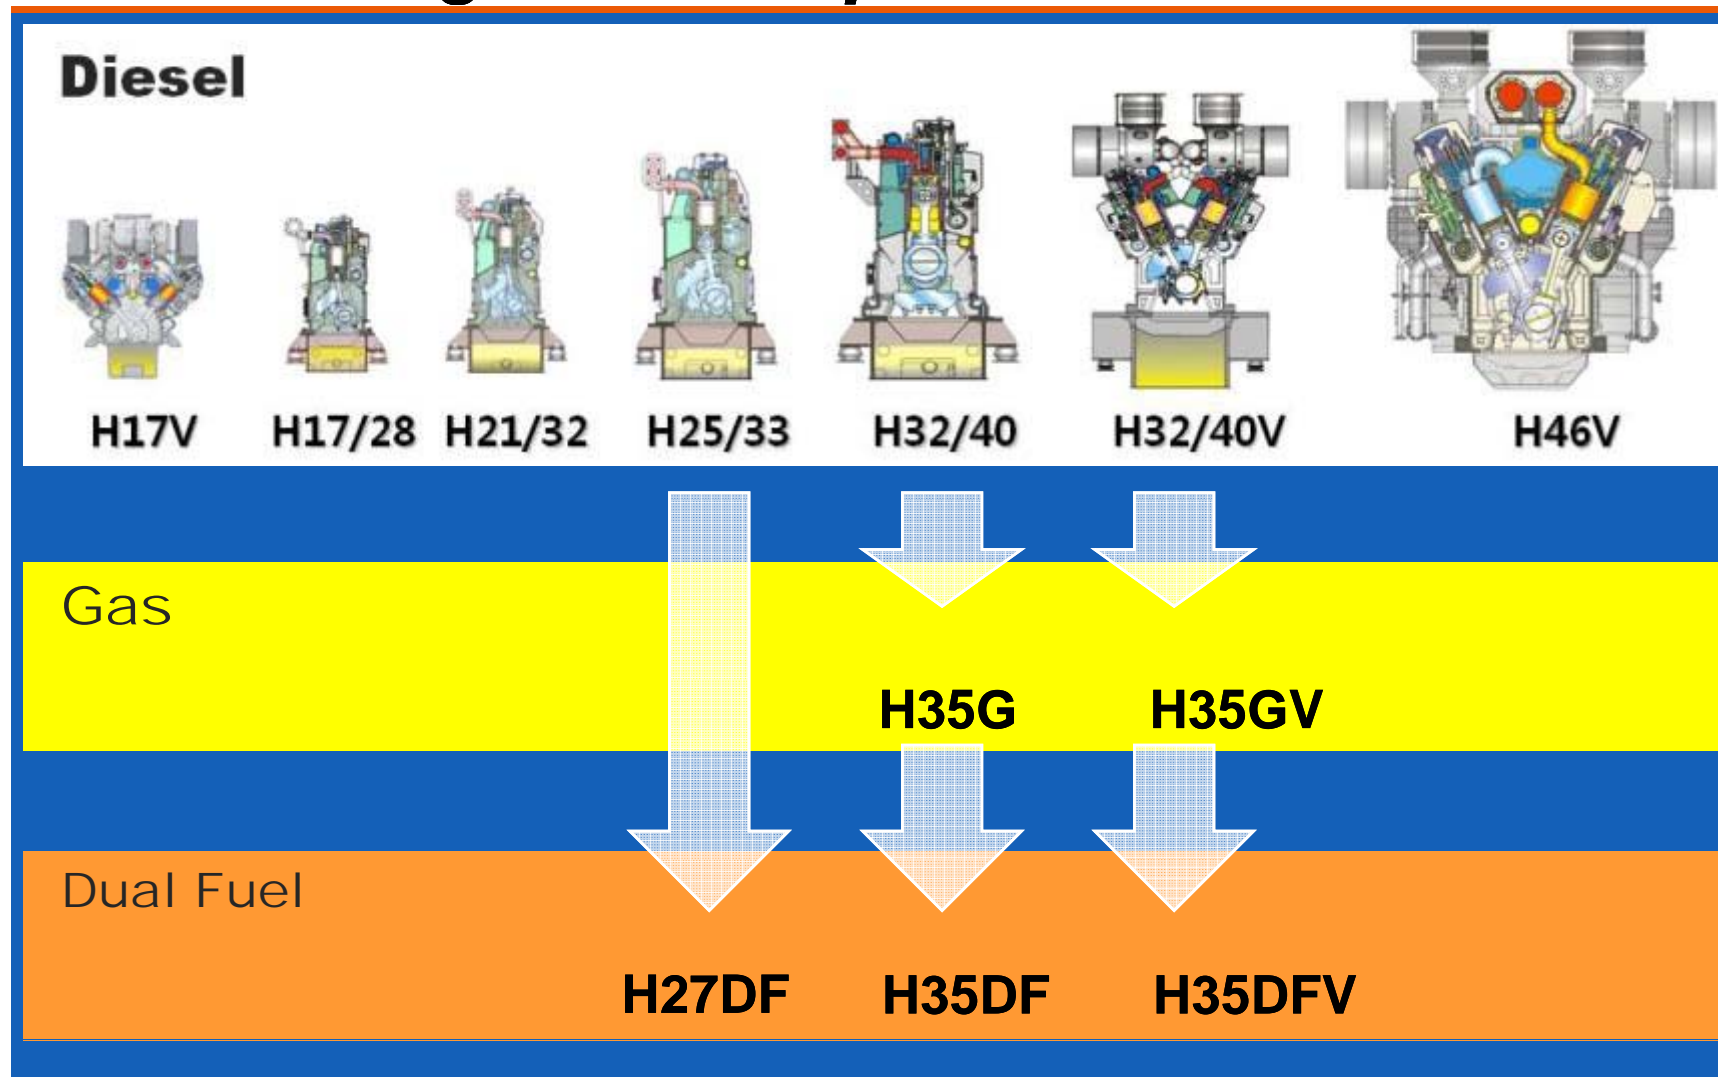 Diesel
H17V H17/28 H21/32 H25/33 H32/40 H32/40V H46V
Gas
H35G H35GV
Dual Fuel
H27DF H35DF H35DFV